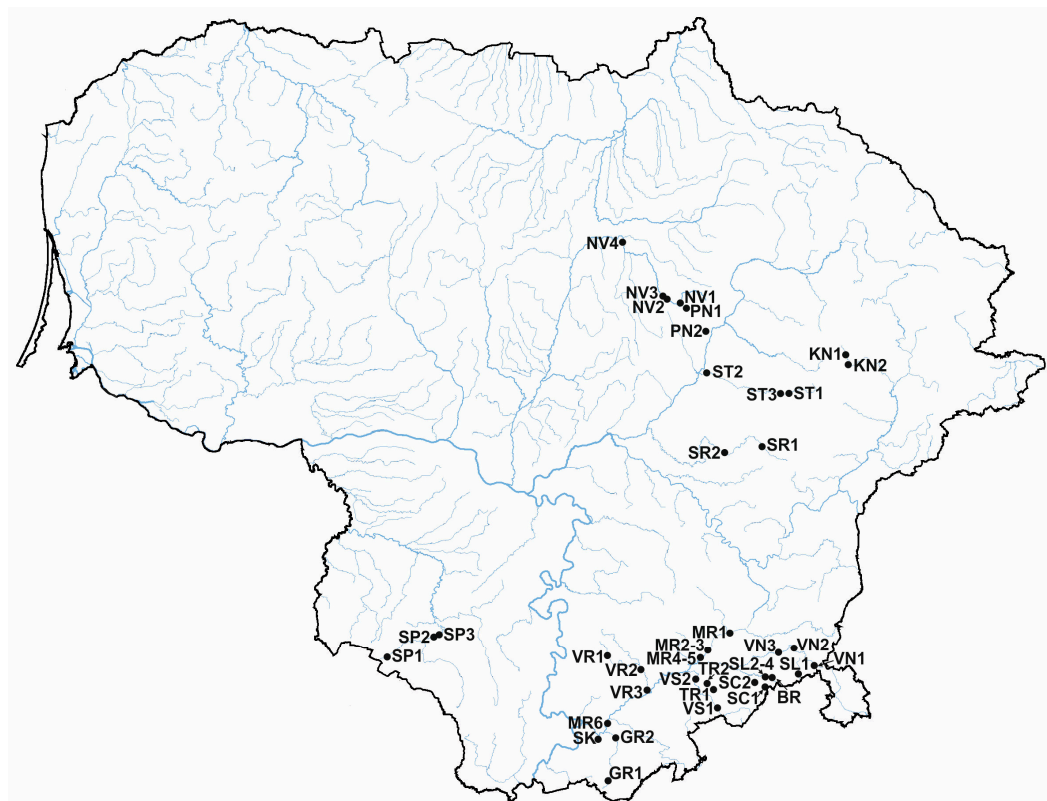 NV4
NV3
NV1
NV2
PN1
PN2
KN1
KN2
ST2
ST3
ST1
SR1
SR2
SP3
SP2
SP1
MR1
MR2-3
VN3
VN2
VR1
MR4-5
SL2-4
SL1
VN1
VR2
TR2
VS2
SC2
VR3
TR1
SC1
BR
VS1
MR6
SK
GR2
GR1